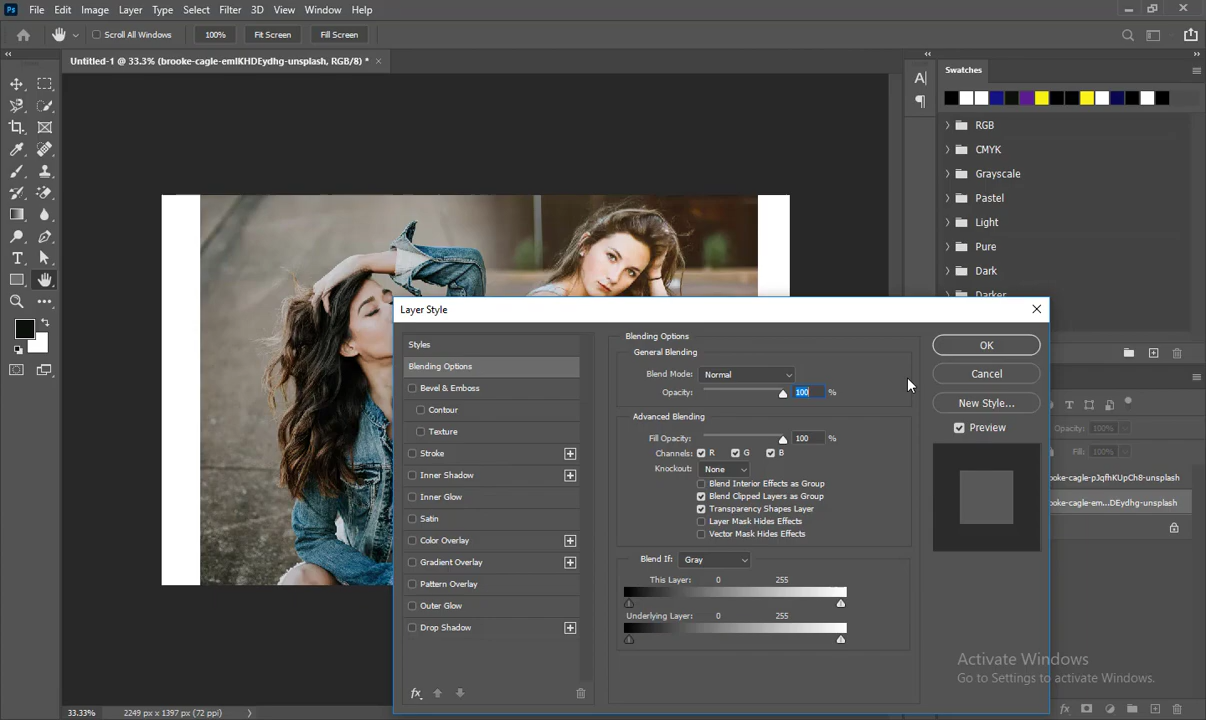 Ps File Edit Image Layer Type Select Filter 3D View Window Help
Scroll All Windows 100% Fit Screen Fill Screen
Untitled-1 @ 33.3% (brooke-cagle-emIKHDEydhg-unsplash, RGB/8) * ×
Swatches
RGB
CMYK
Grayscale
Pastel
Light
Pure
Dark
Darker
Layer Style
Styles
Blending Options
Bevel & Emboss
Contour
Texture
Stroke
Inner Shadow
Inner Glow
Satin
Color Overlay
Gradient Overlay
Pattern Overlay
Outer Glow
Drop Shadow
fx
Blending Options
General Blending
Blend Mode: Normal
Opacity: 100 %
Advanced Blending
Fill Opacity: 100 %
Channels: R G B
Knockout: None
Blend Interior Effects as Group
Blend Clipped Layers as Group
Transparency Shapes Layer
Layer Mask Hides Effects
Vector Mask Hides Effects
Blend If: Gray
This Layer: 0 255
Underlying Layer: 0 255
OK
Cancel
New Style...
Preview
Opacity: 100%
Fill: 100%
ooke-cagle-pJqfhKUpCh8-unsplash
ooke-cagle-em...DEydhg-unsplash
Activate Windows
Go to Settings to activate Windows.
33.33% 2249 px x 1397 px (72 ppi)
fx